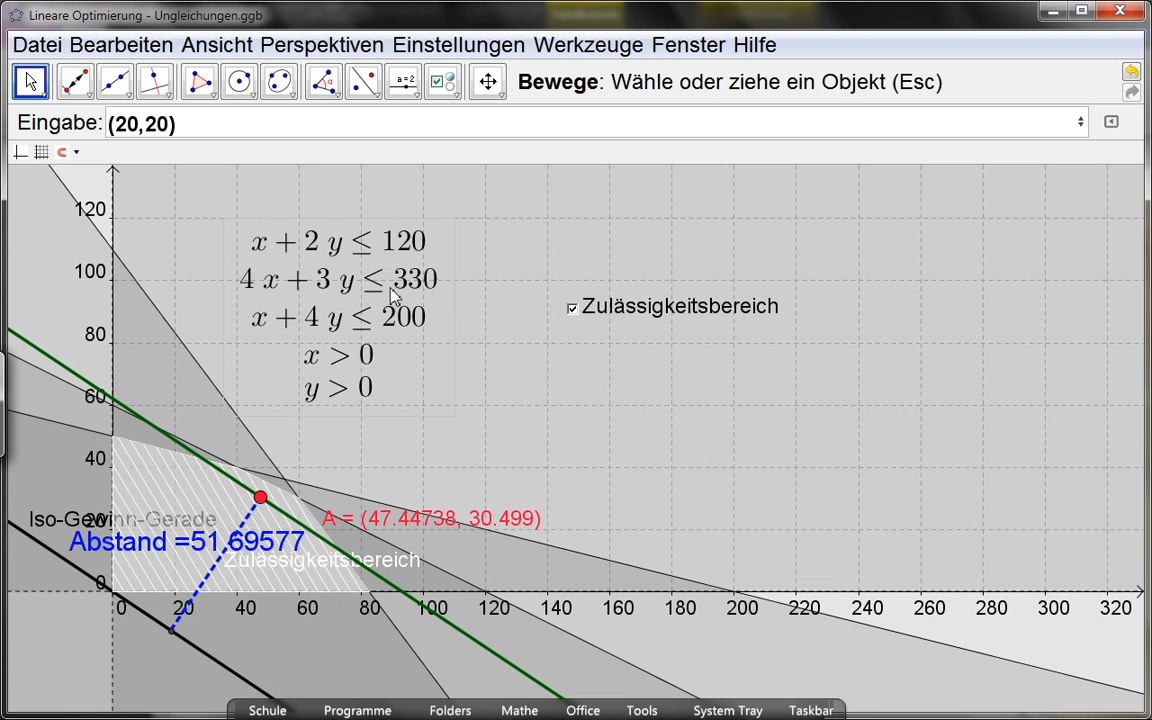 Lineare Optimierung - Ungleichungen.ggb
Datei Bearbeiten Ansicht Perspektiven Einstellungen Werkzeuge Fenster Hilfe
a=2
Bewege: Wähle oder ziehe ein Objekt (Esc)
Eingabe: (20,20)
120
100
80
60
40
20
0
x + 2 y ≤ 120
4 x + 3 y ≤ 330
x + 4 y ≤ 200
x > 0
y > 0
Zulässigkeitsbereich
Iso-Gewinn-Gerade
A = (47.44738, 30.499)
Abstand =51.69577
Zulässigkeitsbereich
0 20 40 60 80 100 120 140 160 180 200 220 240 260 280 300 320
Schule Programme Folders Mathe Office Tools System Tray Taskbar